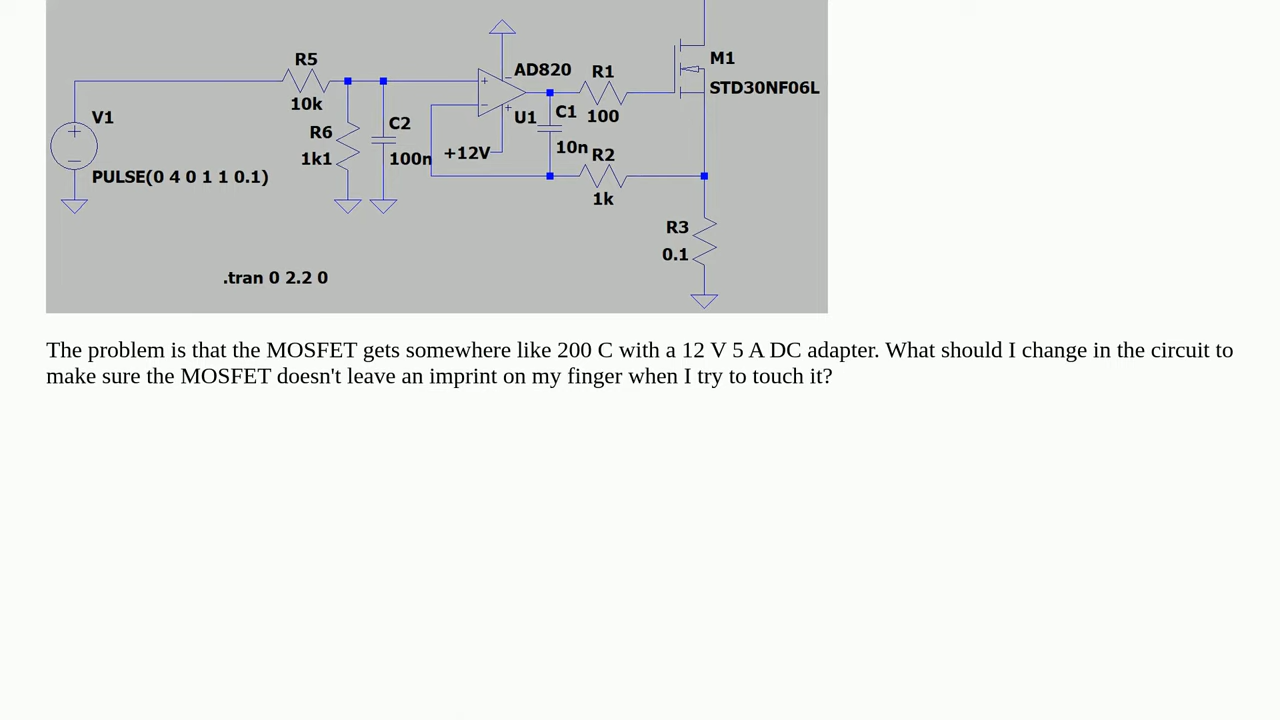 R5
10k
V1
PULSE(0 4 0 1 1 0.1)
R6
1k1
C2
100n
+
−
−
+
AD820
U1
+12V
R1
100
C1
10n
R2
1k
M1
STD30NF06L
R3
0.1
.tran 0 2.2 0
The problem is that the MOSFET gets somewhere like 200 C with a 12 V 5 A DC adapter. What should I change in the circuit to
make sure the MOSFET doesn't leave an imprint on my finger when I try to touch it?